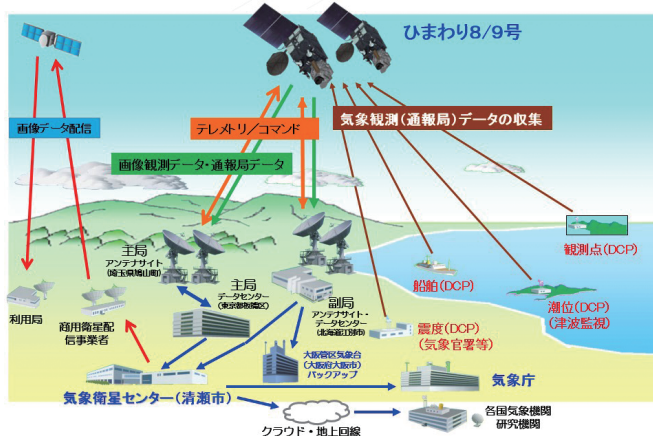 ひまわり8/9号
画像データ配信
テレメトリ/コマンド
気象観測(通報局)データの収集
画像観測データ・通報局データ
主局
アンテナサイト
(埼玉県鳩山町)
主局
データセンター
(東京都板橋区)
副局
アンテナサイト・
データセンター
(北海道江別市)
観測点(DCP)
船舶(DCP)
潮位(DCP)
(津波監視)
震度(DCP)
(気象官署等)
利用局
商用衛星配
信事業者
大阪管区気象台
(大阪府大阪市)
バックアップ
気象衛星センター(清瀬市)
気象庁
クラウド・地上回線
各国気象機関
研究機関